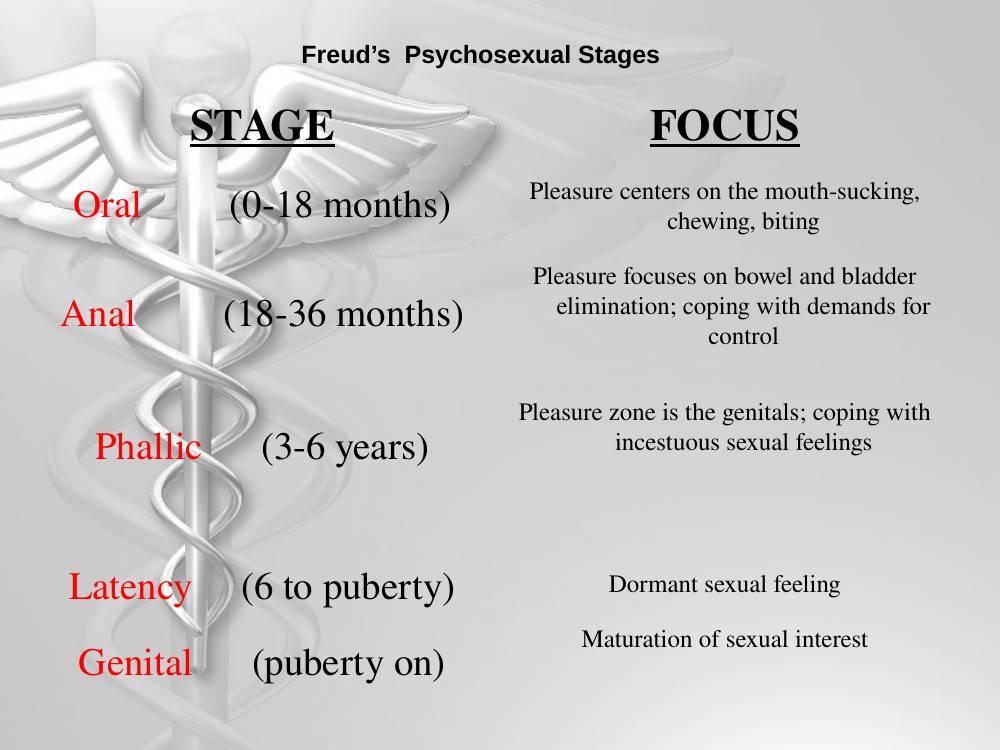 Freud’s  Psychosexual Stages
STAGE FOCUS
Oral (0-18 months) Pleasure centers on the mouth-sucking,
chewing, biting
Anal (18-36 months) Pleasure focuses on bowel and bladder
elimination; coping with demands for
control
Phallic (3-6 years) Pleasure zone is the genitals; coping with
incestuous sexual feelings
Latency (6 to puberty) Dormant sexual feeling
Genital (puberty on) Maturation of sexual interest